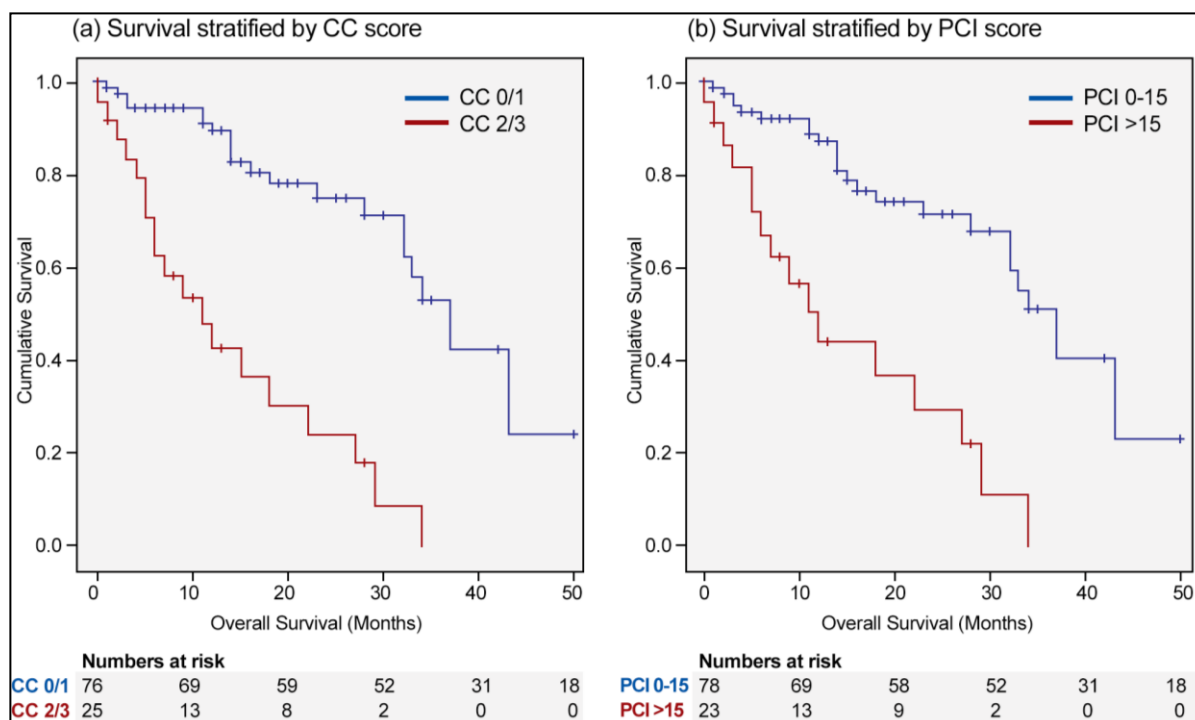 (a) Survival stratified by CC score
CC 0/1
CC 2/3
1.0
0.8
0.6
0.4
0.2
0.0
Cumulative Survival
0 10 20 30 40 50
Overall Survival (Months)
Numbers at risk
CC 0/1 76 69 59 52 31 18
CC 2/3 25 13 8 2 0 0
(b) Survival stratified by PCI score
PCI 0-15
PCI >15
1.0
0.8
0.6
0.4
0.2
0.0
Cumulative Survival
0 10 20 30 40 50
Overall Survival (Months)
Numbers at risk
PCI 0-15 78 69 58 52 31 18
PCI >15 23 13 9 2 0 0